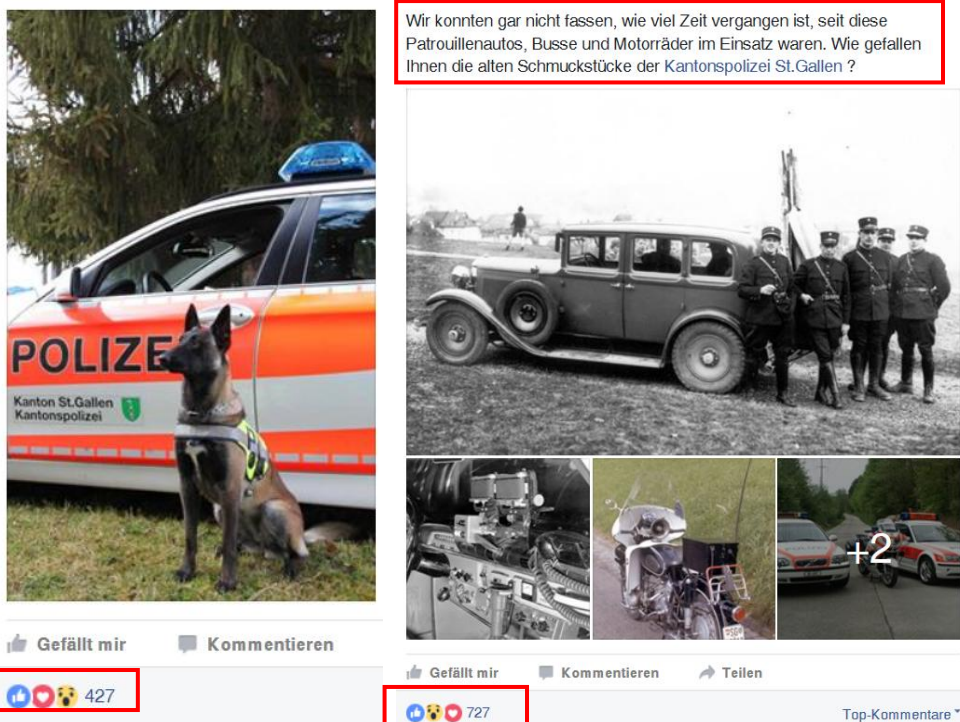 POLIZE
Kanton St.Gallen
Kantonspolizei
Gefällt mir
Kommentieren
427
Wir konnten gar nicht fassen, wie viel Zeit vergangen ist, seit diese
Patrouillenautos, Busse und Motorräder im Einsatz waren. Wie gefallen
Ihnen die alten Schmuckstücke der Kantonspolizei St.Gallen ?
+2
Gefällt mir
Kommentieren
Teilen
727
Top-Kommentare